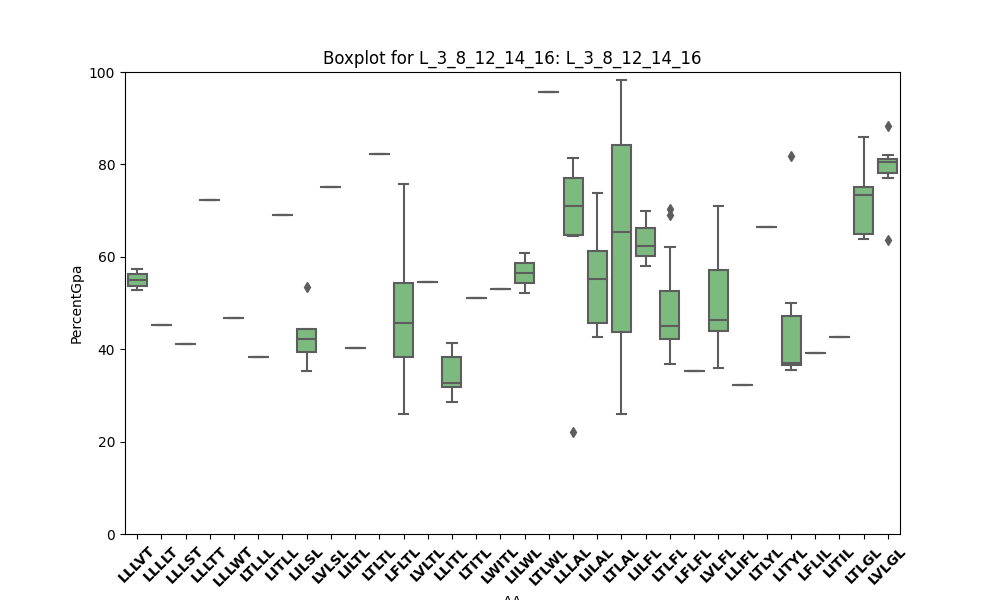 Boxplot for L_3_8_12_14_16: L_3_8_12_14_16
100
80
60
40
20
0
PercentGpa
LLLVT LLLLT LLLST LLLTT LLLWT LTLLL LITLL LILSL LVLSL LILTL LTLTL LFLTL LVLTL LLITL LTITL LWITL LILWL LTLWL LLLAL LILAL LTLAL LILFL LTLFL LFLFL LVLFL LLIFL LTLYL LITYL LFLIL LITIL LTLGL LVLGL
AA